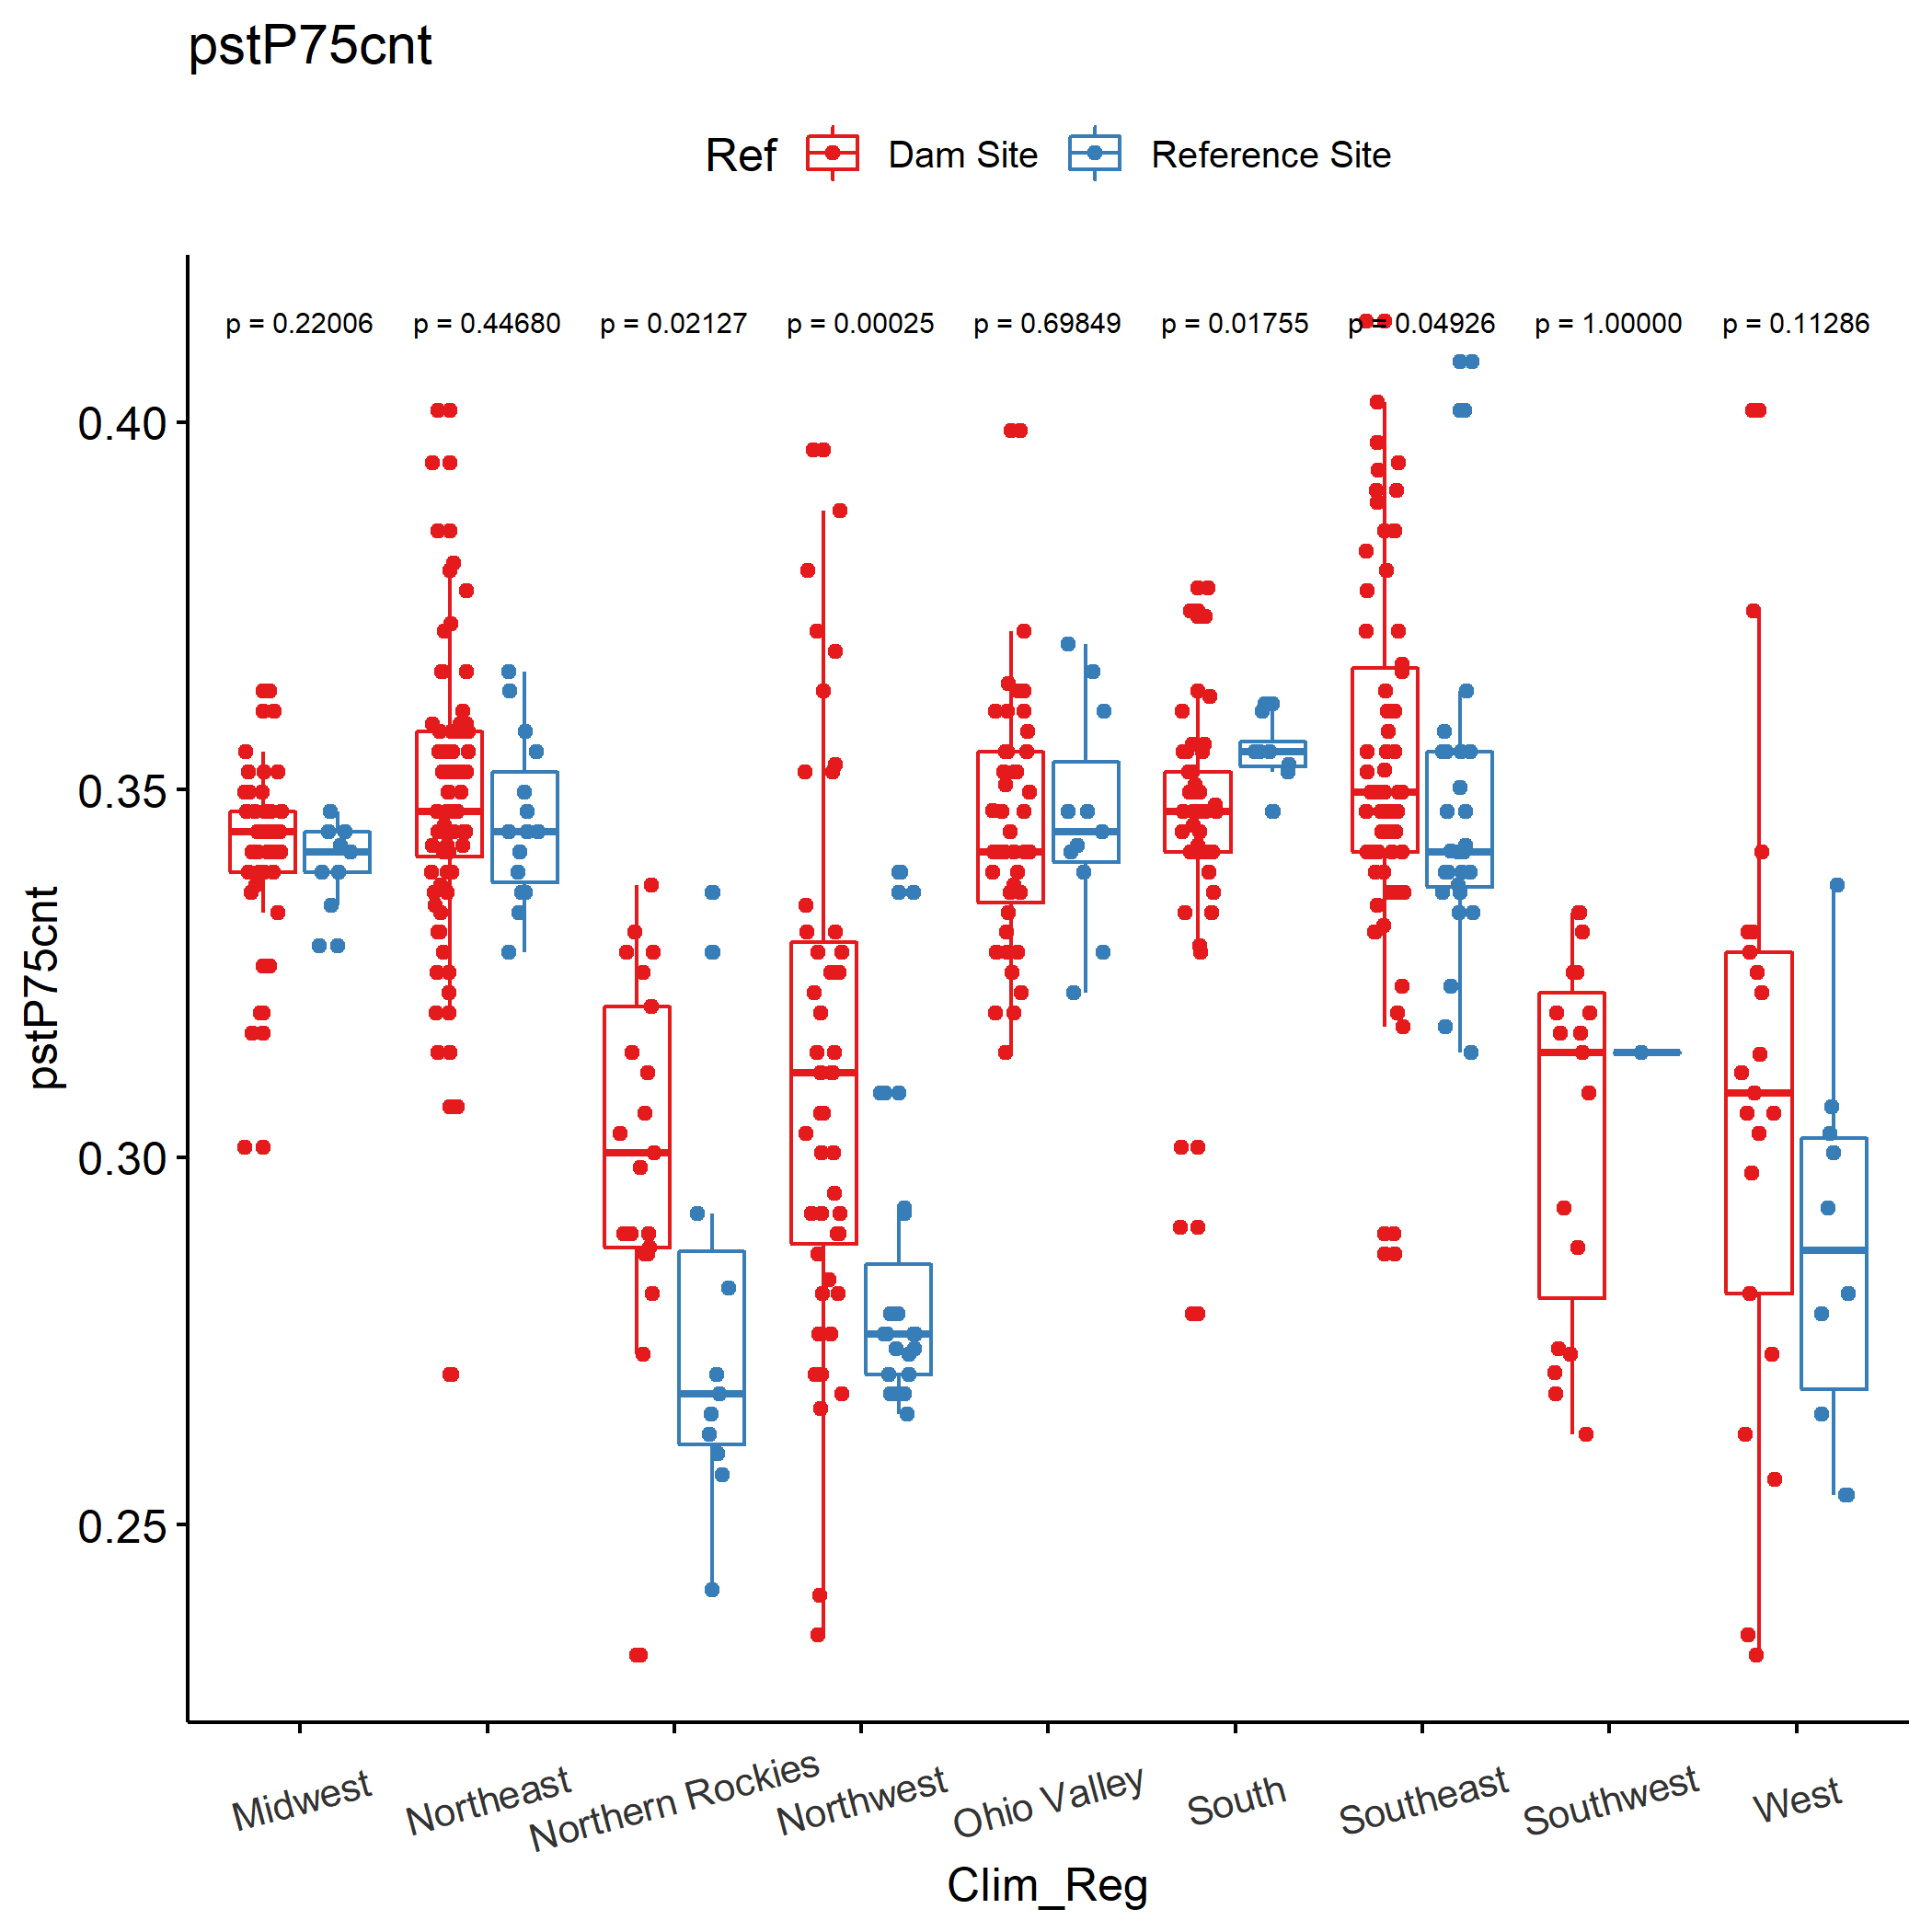 pstP75cnt
Ref Dam Site Reference Site
p = 0.22006 p = 0.44680 p = 0.02127 p = 0.00025 p = 0.69849 p = 0.01755 p = 0.04926 p = 1.00000 p = 0.11286
0.40
0.35
0.30
0.25
pstP75cnt
Midwest Northeast Northern Rockies Northwest Ohio Valley South Southeast Southwest West
Clim_Reg